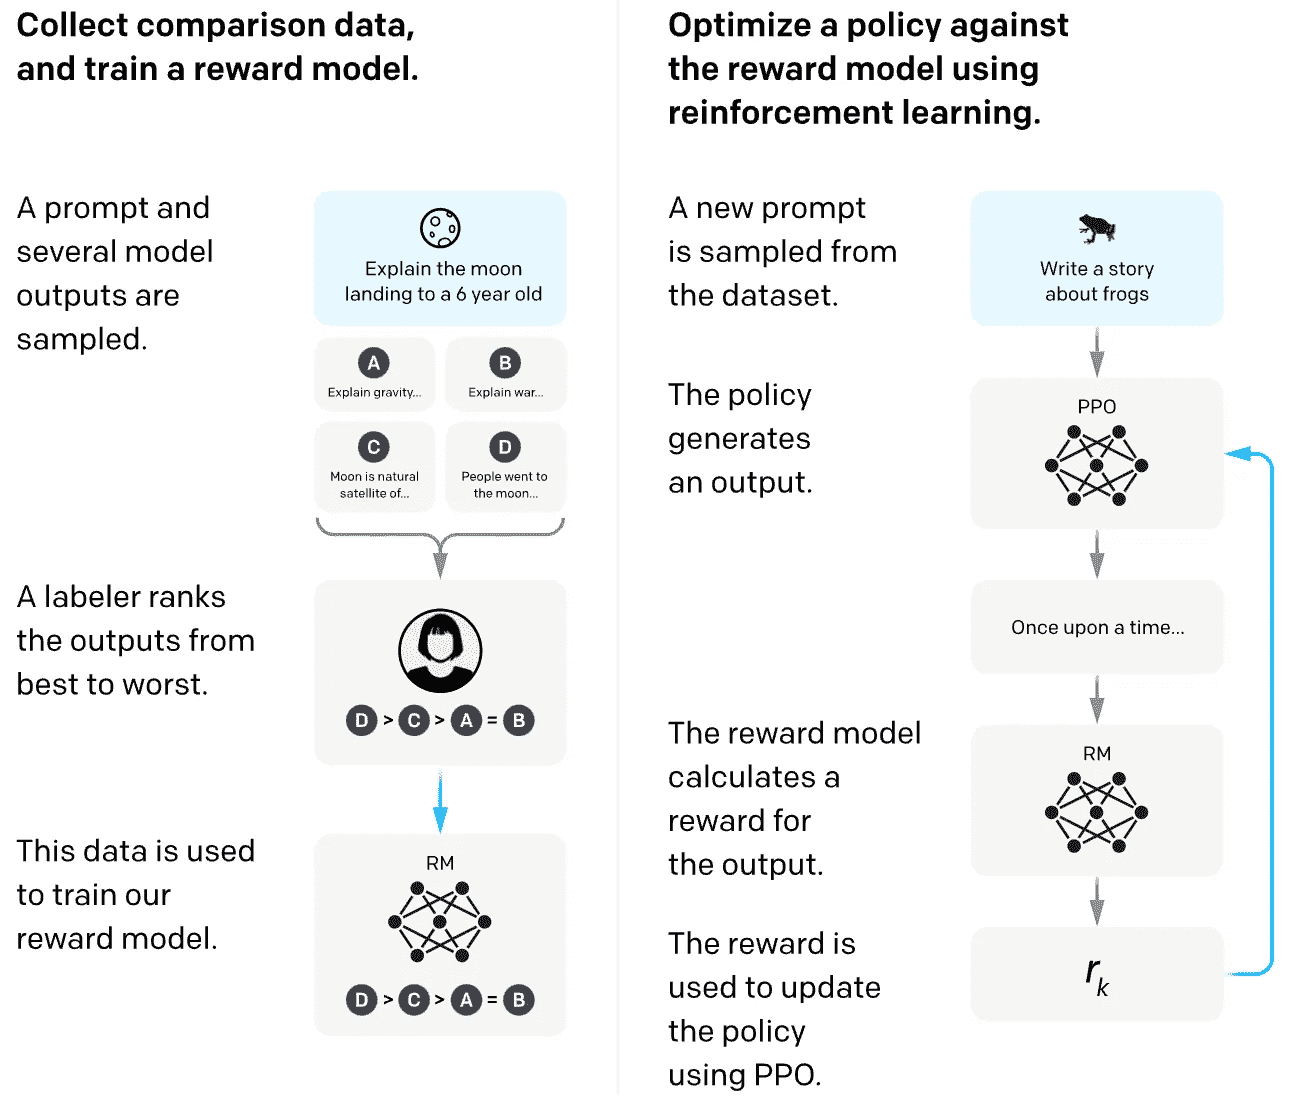 Collect comparison data,
and train a reward model.
A prompt and
several model
outputs are
sampled.
Explain the moon
landing to a 6 year old
A
Explain gravity...
B
Explain war...
C
Moon is natural
satellite of...
D
People went to
the moon...
A labeler ranks
the outputs from
best to worst.
D > C > A = B
This data is used
to train our
reward model.
RM
D > C > A = B
Optimize a policy against
the reward model using
reinforcement learning.
A new prompt
is sampled from
the dataset.
Write a story
about frogs
The policy
generates
an output.
PPO
Once upon a time...
The reward model
calculates a
reward for
the output.
RM
The reward is
used to update
the policy
using PPO.
rk